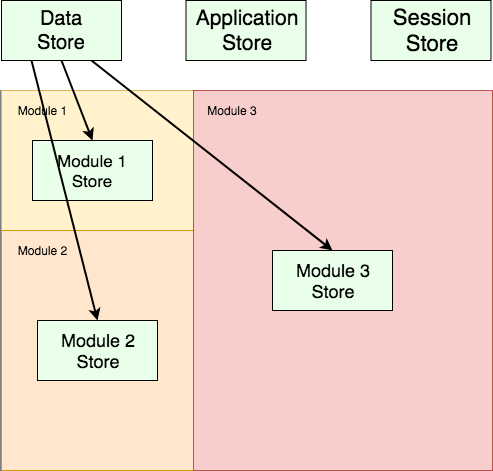 Data
Store
Application
Store
Session
Store
Module 1
Module 3
Module 1
Store
Module 2
Module 3
Store
Module 2
Store